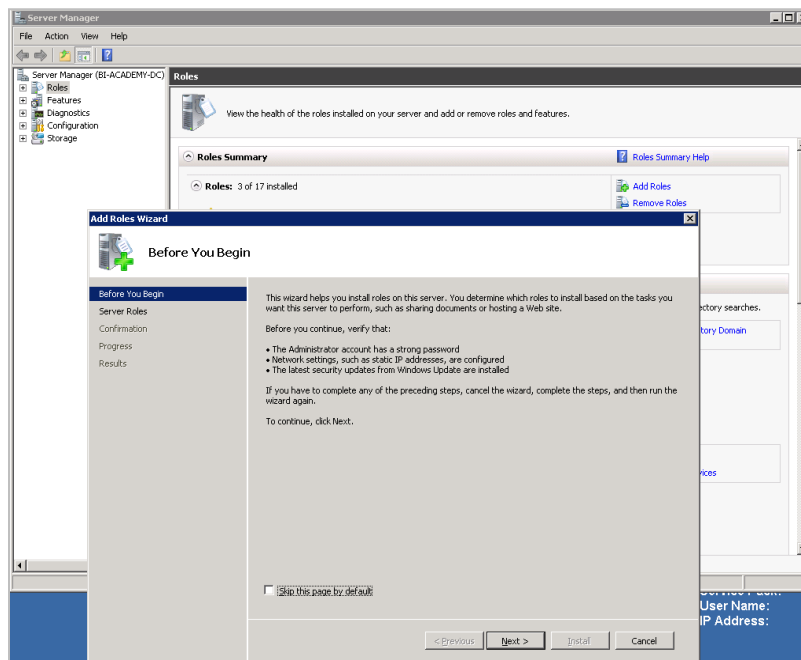 Server Manager
File Action View Help
Server Manager (BI-ACADEMY-DC)
Roles
Features
Diagnostics
Configuration
Storage
Roles
View the health of the roles installed on your server and add or remove roles and features.
Roles Summary
Roles Summary Help
Roles: 3 of 17 installed
Add Roles
Remove Roles
Add Roles Wizard
Before You Begin
Before You Begin
Server Roles
Confirmation
Progress
Results
This wizard helps you install roles on this server. You determine which roles to install based on the tasks you
want this server to perform, such as sharing documents or hosting a Web site.
Before you continue, verify that:
• The Administrator account has a strong password
• Network settings, such as static IP addresses, are configured
• The latest security updates from Windows Update are installed
If you have to complete any of the preceding steps, cancel the wizard, complete the steps, and then run the
wizard again.
To continue, click Next.
Skip this page by default
< Previous Next > Install Cancel
ectory searches.
tory Domain
vices
User Name:
IP Address: